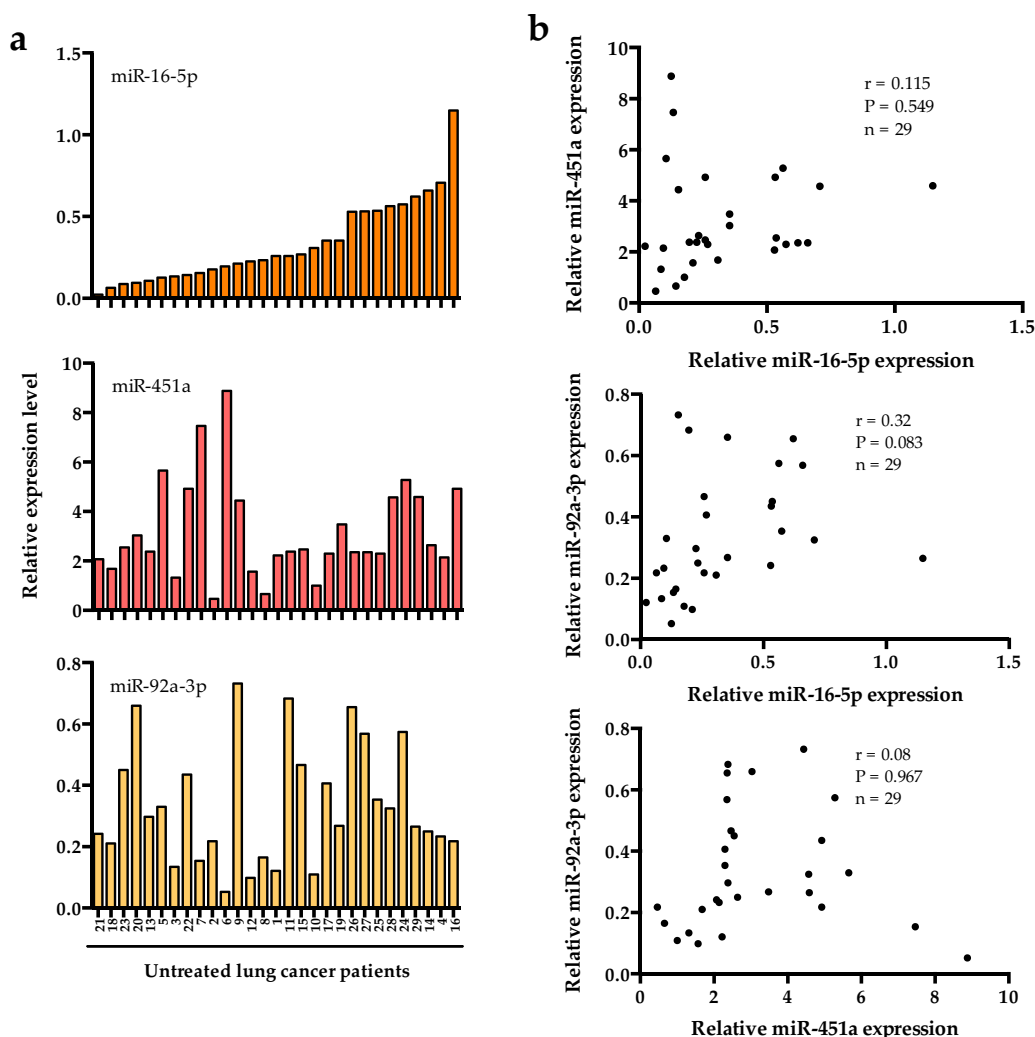 a
1.5
miR-16-5p
1.0
0.5
0.0
10
miR-451a
8
6
4
2
0
Relative expression level
0.8
miR-92a-3p
0.6
0.4
0.2
0.0
21 18 23 20 13 5 3 22 7 2 6 9 12 8 1 11 15 10 17 19 26 27 25 28 24 29 14 4 16
Untreated lung cancer patients
b
Relative miR-451a expression
10
8
6
4
2
0
r = 0.115
P = 0.549
n = 29
0.0 0.5 1.0 1.5
Relative miR-16-5p expression
Relative miR-92a-3p expression
0.8
0.6
0.4
0.2
0.0
r = 0.32
P = 0.083
n = 29
0.0 0.5 1.0 1.5
Relative miR-16-5p expression
Relative miR-92a-3p expression
0.8
0.6
0.4
0.2
0.0
r = 0.08
P = 0.967
n = 29
0 2 4 6 8 10
Relative miR-451a expression